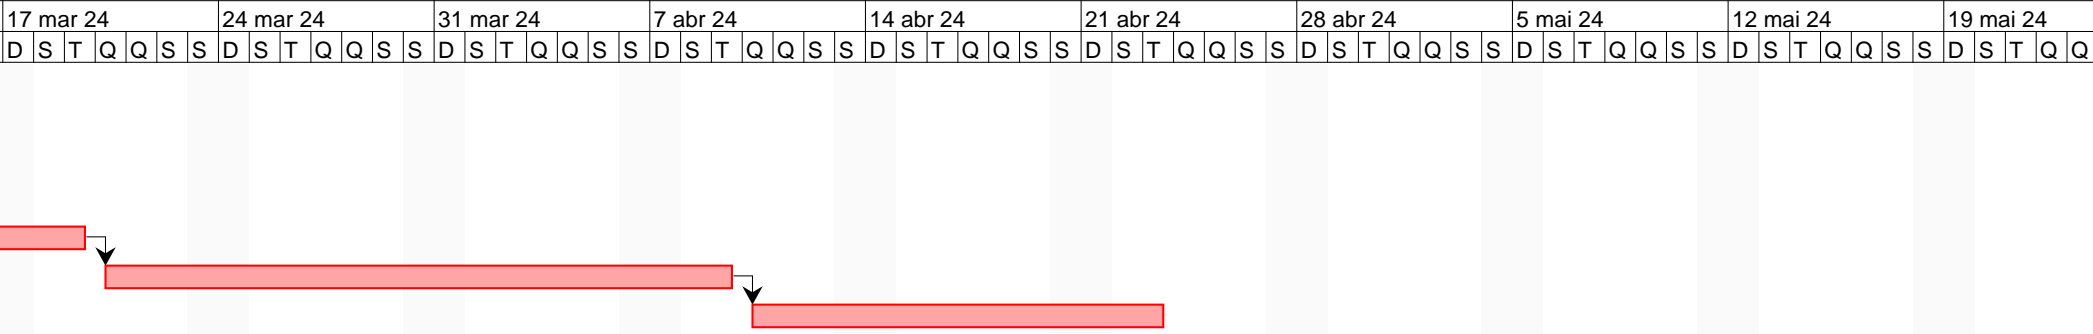 17 mar 24 24 mar 24 31 mar 24 7 abr 24 14 abr 24 21 abr 24 28 abr 24 5 mai 24 12 mai 24 19 mai 24
D S T Q Q S S D S T Q Q S S D S T Q Q S S D S T Q Q S S D S T Q Q S S D S T Q Q S S D S T Q Q S S D S T Q Q S S D S T Q Q S S D S T Q Q